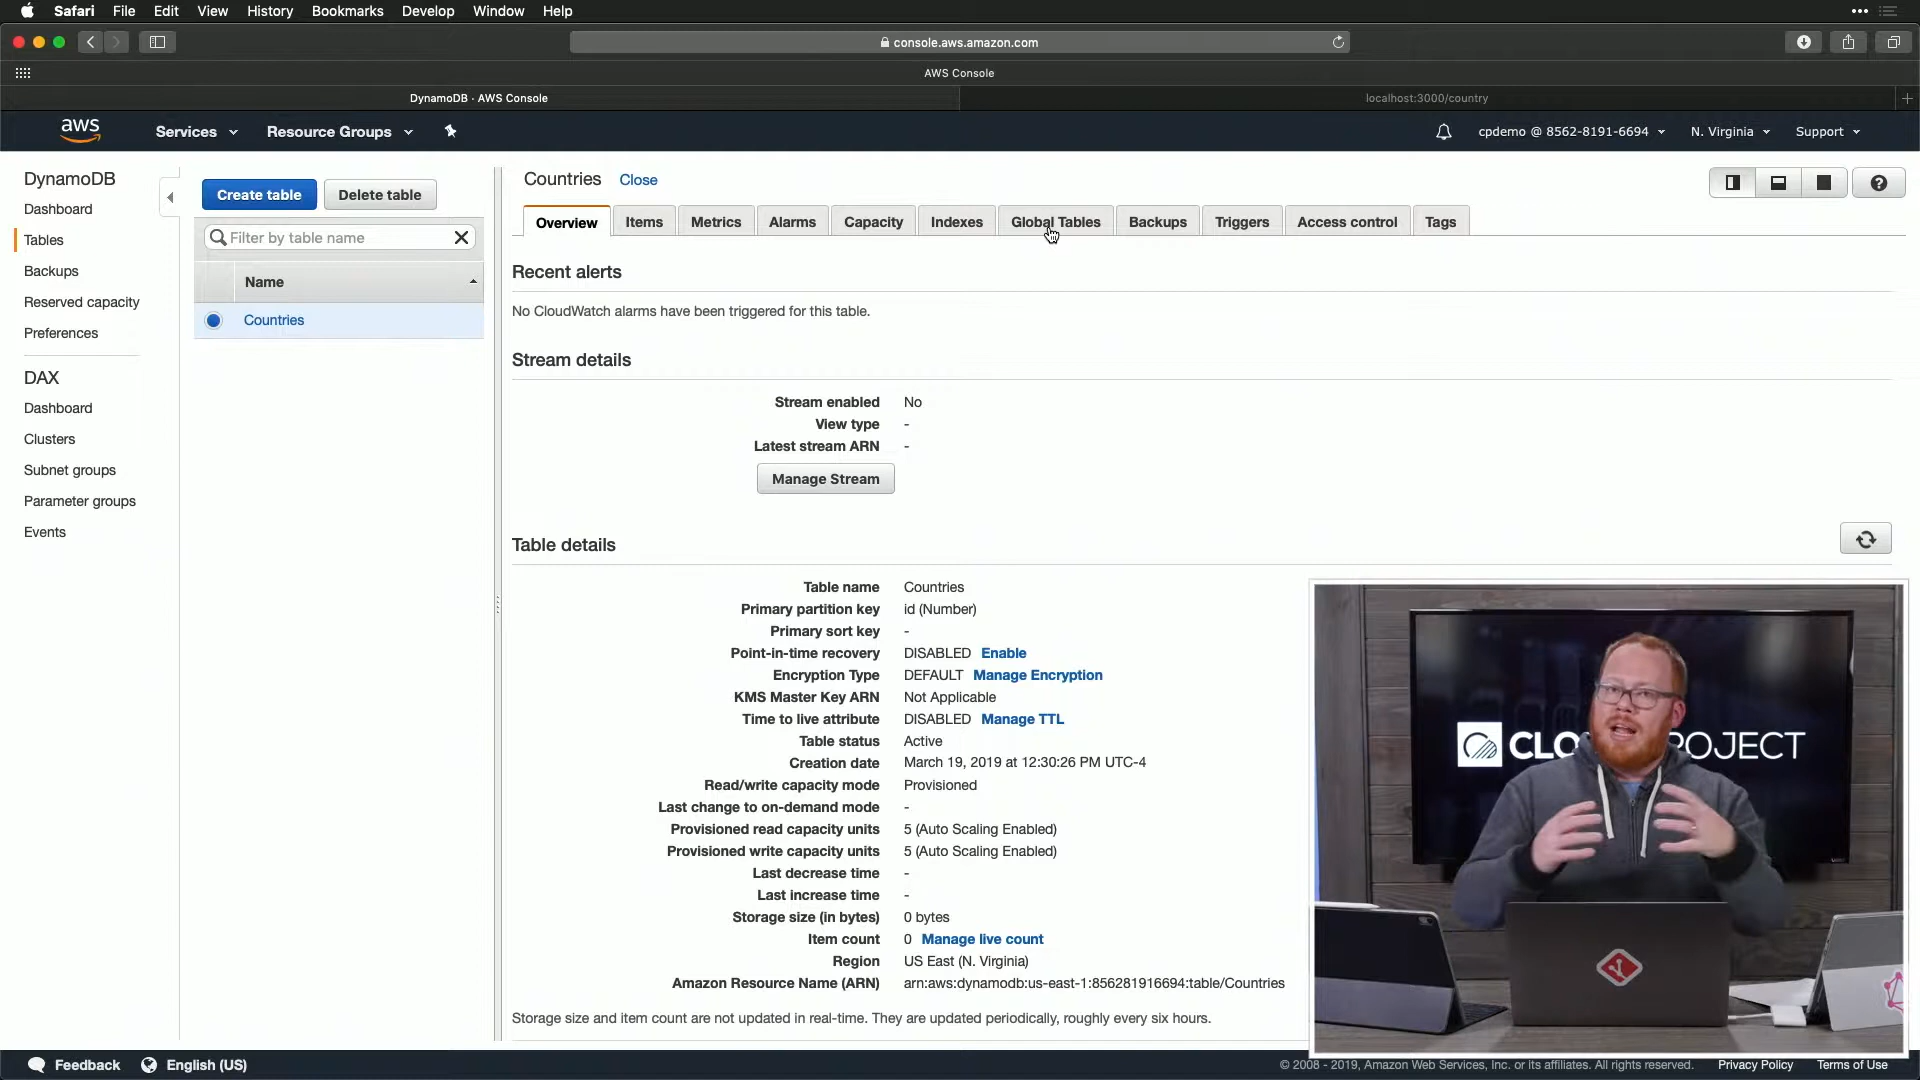 Safari File Edit View History Bookmarks Develop Window Help
console.aws.amazon.com
AWS Console
DynamoDB · AWS Console
localhost:3000/country
aws Services Resource Groups cpdemo @ 8562-8191-6694 N. Virginia Support
DynamoDB
Dashboard
Tables
Backups
Reserved capacity
Preferences
DAX
Dashboard
Clusters
Subnet groups
Parameter groups
Events
Create table Delete table
Filter by table name
Name
Countries
Countries Close
Overview Items Metrics Alarms Capacity Indexes Global Tables Backups Triggers Access control Tags
Recent alerts
No CloudWatch alarms have been triggered for this table.
Stream details
Stream enabled No
View type -
Latest stream ARN -
Manage Stream
Table details
Table name Countries
Primary partition key id (Number)
Primary sort key -
Point-in-time recovery DISABLED Enable
Encryption Type DEFAULT Manage Encryption
KMS Master Key ARN Not Applicable
Time to live attribute DISABLED Manage TTL
Table status Active
Creation date March 19, 2019 at 12:30:26 PM UTC-4
Read/write capacity mode Provisioned
Last change to on-demand mode -
Provisioned read capacity units 5 (Auto Scaling Enabled)
Provisioned write capacity units 5 (Auto Scaling Enabled)
Last decrease time -
Last increase time -
Storage size (in bytes) 0 bytes
Item count 0 Manage live count
Region US East (N. Virginia)
Amazon Resource Name (ARN) arn:aws:dynamodb:us-east-1:856281916694:table/Countries
Storage size and item count are not updated in real-time. They are updated periodically, roughly every six hours.
CLO ROJECT
Feedback English (US) © 2008 - 2019, Amazon Web Services, Inc. or its affiliates. All rights reserved. Privacy Policy Terms of Use